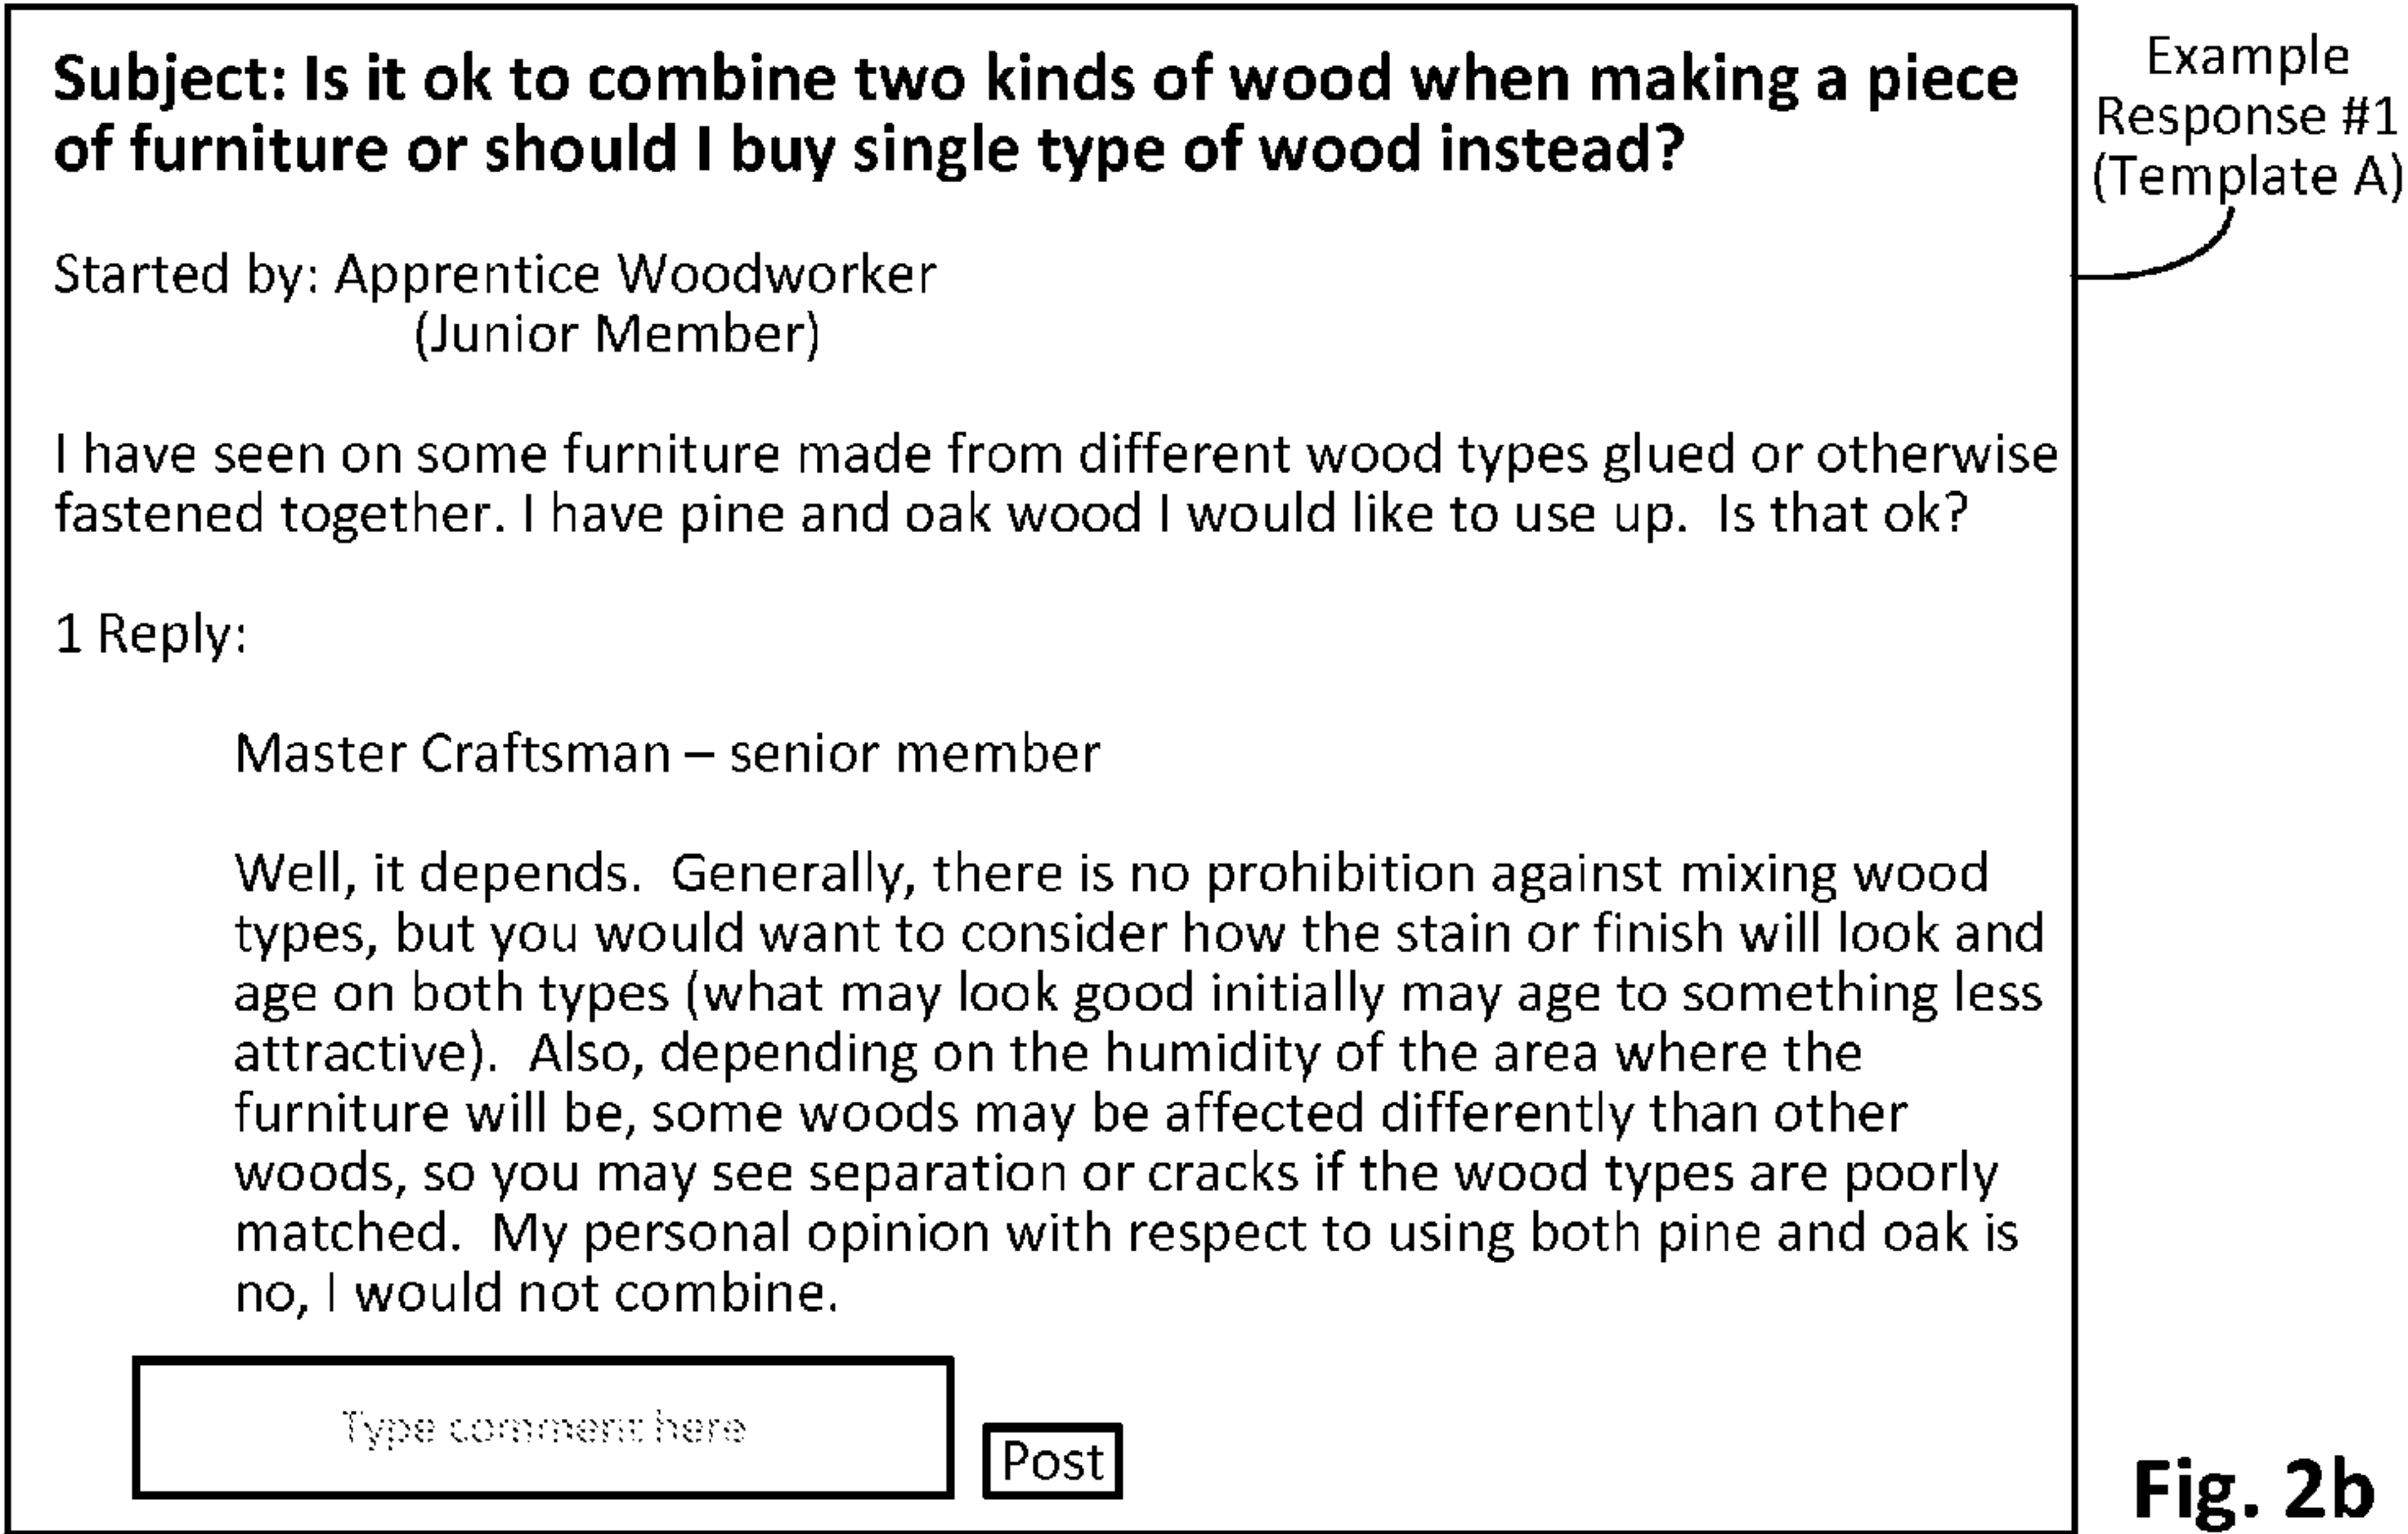 Subject: Is it ok to combine two kinds of wood when making a piece
of furniture or should I buy single type of wood instead?
Started by: Apprentice Woodworker
(Junior Member)
I have seen on some furniture made from different wood types glued or otherwise
fastened together. I have pine and oak wood I would like to use up.  Is that ok?
1 Reply:
Master Craftsman – senior member
Well, it depends.  Generally, there is no prohibition against mixing wood
types, but you would want to consider how the stain or finish will look and
age on both types (what may look good initially may age to something less
attractive).  Also, depending on the humidity of the area where the
furniture will be, some woods may be affected differently than other
woods, so you may see separation or cracks if the wood types are poorly
matched.  My personal opinion with respect to using both pine and oak is
no, I would not combine.
Type comment here
Post
Example
Response #1
(Template A)
Fig. 2b